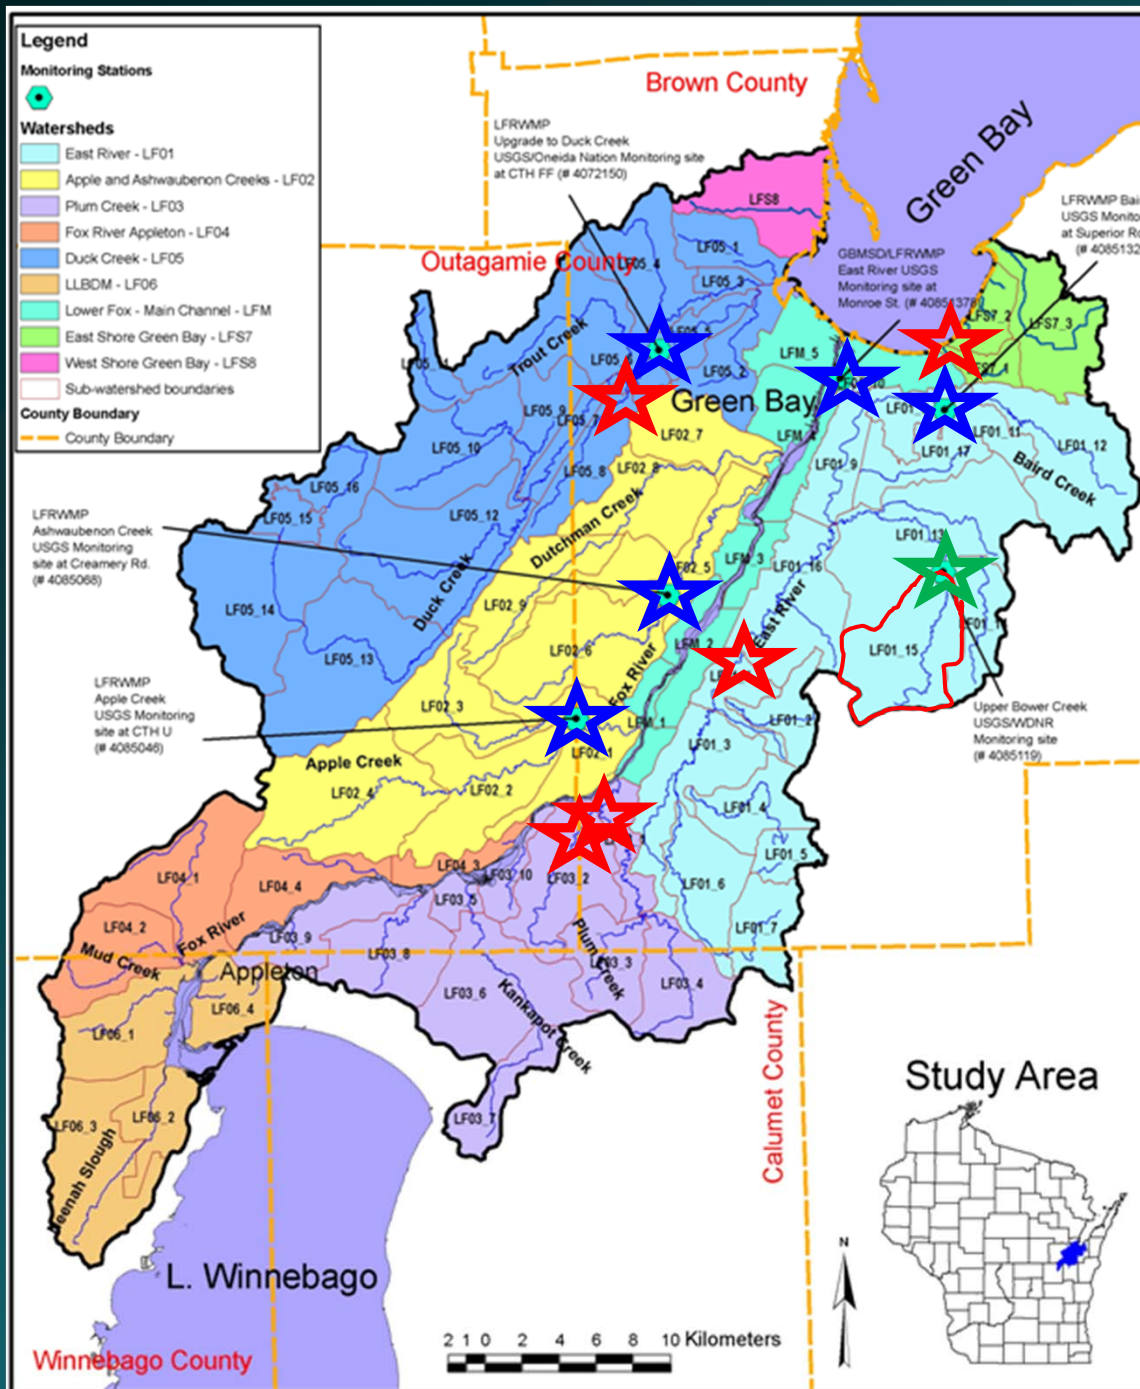 Legend
Monitoring Stations
Watersheds
East River - LF01
Apple and Ashwaubenon Creeks - LF02
Plum Creek - LF03
Fox River Appleton - LF04
Duck Creek - LF05
LLBDM - LF06
Lower Fox - Main Channel - LFM
East Shore Green Bay - LFS7
West Shore Green Bay - LFS8
Sub-watershed boundaries
County Boundary
County Boundary
Brown County
Green Bay
LFRWMP
Upgrade to Duck Creek
USGS/Oneida Nation Monitoring site
at CTH FF (# 4072150)
LFRWMP Bai
USGS Monito
at Superior Ro
(# 4085132
GBMSD/LFRWMP
East River USGS
Monitoring site at
Monroe St. (#
Outagamie County
LFS8
LF05_1
LF05_3
LF05_2
LFS7_2
LFS7_3
LFM_5
Trout Creek
Green Bay
LF05_9
LF05_10
LF02_7
LF01_11
LF01_12
LF01_17
Baird Creek
LF05_8
LF02_8
LF01_9
LF05_16
LF05_15
LF05_12
Dutchman Creek
LFRWMP
Ashwaubenon Creek
USGS Monitoring
site at Creamery Rd.
(# 4085068)
LF01_13
LFM_3
LF01_16
Duck Creek
LF05_14
LF02_9
East River
LF05_13
LF02_6
LFM_2
LF01_15
Fox River
LFRWMP
Apple Creek
USGS Monitoring
site at CTH U
(# 4085046)
LF02_3
LFM_1
LF01_2
LF01_3
Upper Bower Creek
USGS/WDNR
Monitoring site
(# 4085119)
LF02_1
Apple Creek
LF02_4
LF02_2
LF01_4
LF01_5
LF04_1
LF04_4
LF04_3
LF03_10
LF03_2
LF01_6
LF03_5
LF04_2
Fox River
LF03_9
LF03_8
LF01_7
Mud Creek
Appleton
Plum Creek
LF03_3
LF03_4
LF03_6
Kankapot Creek
LF06_4
LF06_1
Calumet County
Study Area
LF06_3
LF06_2
LF03_7
Neenah Slough
L. Winnebago
N
2 1 0 2 4 6 8 10 Kilometers
Winnebago County